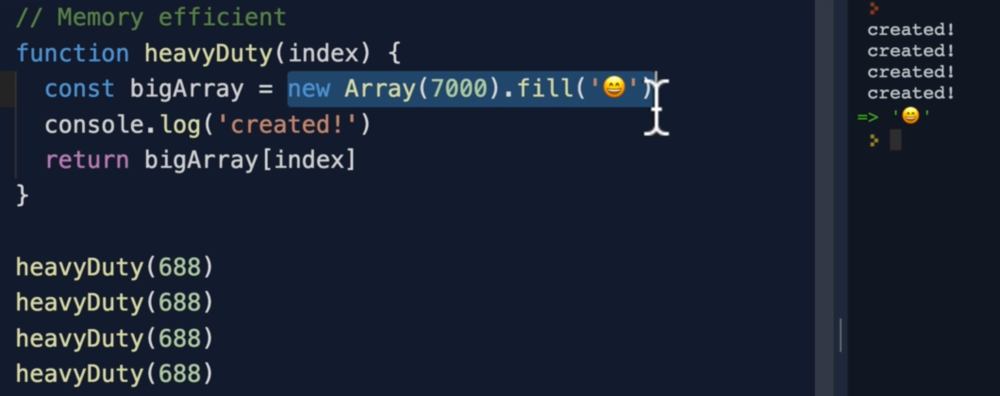 // Memory efficient
function heavyDuty(index) {
  const bigArray = new Array(7000).fill('😄')
  console.log('created!')
  return bigArray[index]
}
heavyDuty(688)
heavyDuty(688)
heavyDuty(688)
heavyDuty(688)
created!
created!
created!
created!
=> '😄'